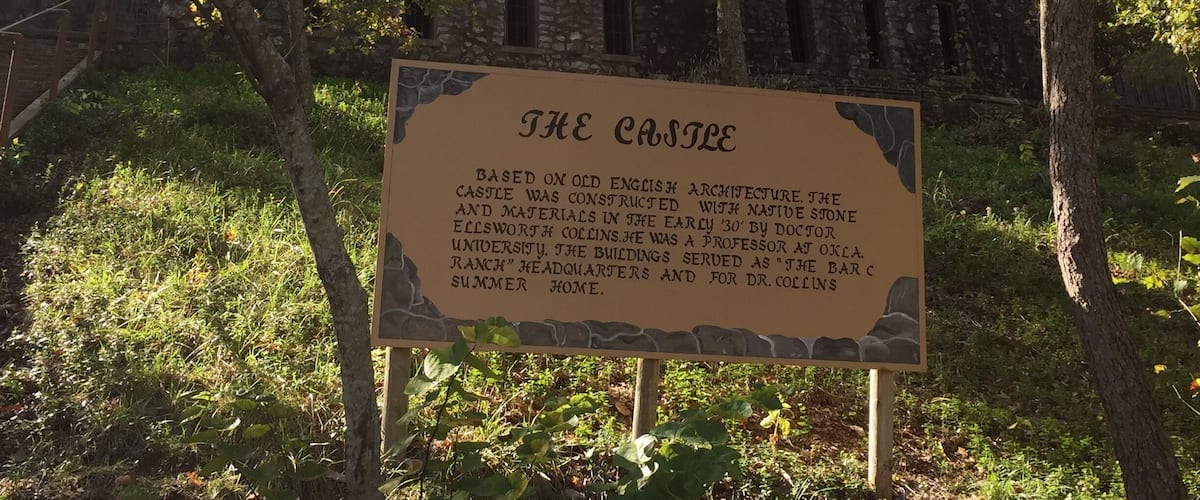 THE CASTLE
BASED ON OLD ENGLISH ARCHITECTURE. THE
CASTLE WAS CONSTRUCTED WITH NATIVE STONE
AND MATERIALS IN THE EARLY '30' BY DOCTOR
ELLSWORTH COLLINS.HE WAS A PROFESSOR AT OKLA.
UNIVERSITY. THE BUILDINGS SERVED AS "THE BAR C
RANCH" HEADQUARTERS AND FOR DR. COLLINS
SUMMER HOME.